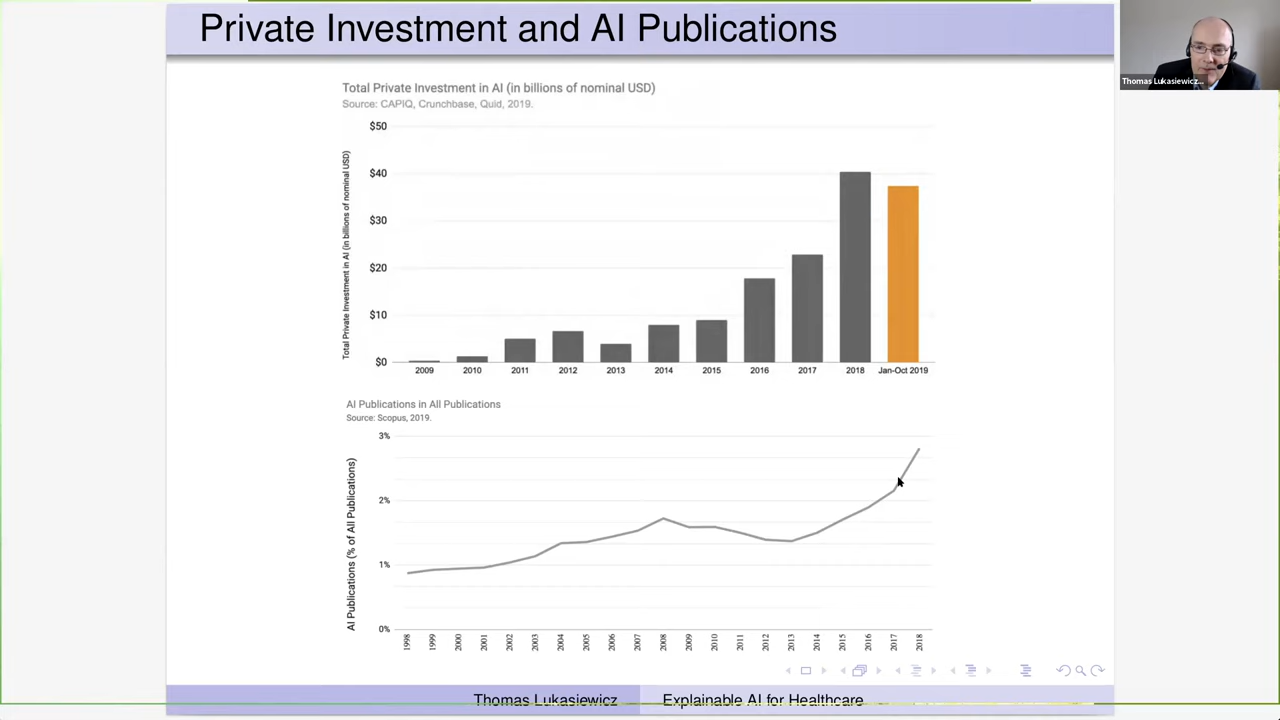 Private Investment and AI Publications
Thomas Lukasiewicz...
Total Private Investment in AI (in billions of nominal USD)
Source: CAPIQ, Crunchbase, Quid, 2019.
Total Private Investment in AI (in billions of nominal USD)
$50
$40
$30
$20
$10
$0
2009 2010 2011 2012 2013 2014 2015 2016 2017 2018 Jan-Oct 2019
AI Publications in All Publications
Source: Scopus, 2019.
AI Publications (% of All Publications)
3%
2%
1%
0%
1998 1999 2000 2001 2002 2003 2004 2005 2006 2007 2008 2009 2010 2011 2012 2013 2014 2015 2016 2017 2018
Thomas Lukasiewicz Explainable AI for Healthcare